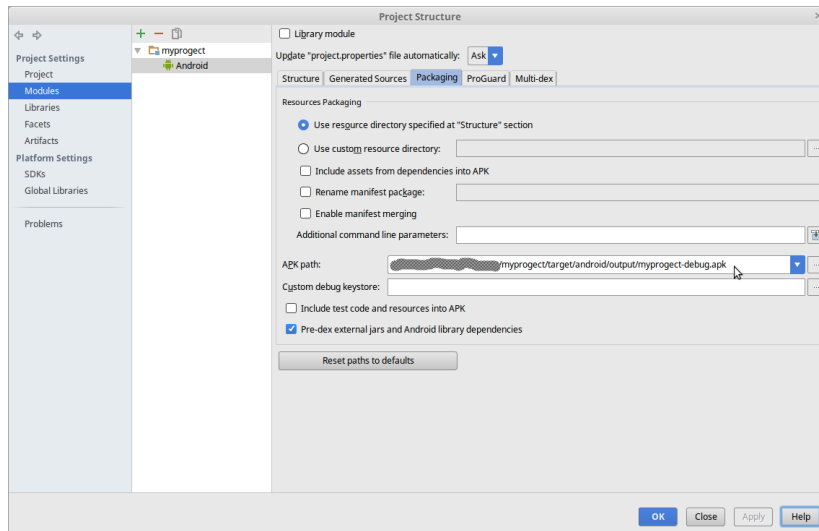 Project Structure
Project Settings
Project
Modules
Libraries
Facets
Artifacts
Platform Settings
SDKs
Global Libraries
Problems
myprogect
Android
Library module
Update "project.properties" file automatically: Ask
Structure Generated Sources Packaging ProGuard Multi-dex
Resources Packaging
Use resource directory specified at "Structure" section
Use custom resource directory: ...
Include assets from dependencies into APK
Rename manifest package:
Enable manifest merging
Additional command line parameters:
APK path: /myprogect/target/android/output/myprogect-debug.apk ...
Custom debug keystore: ...
Include test code and resources into APK
Pre-dex external jars and Android library dependencies
Reset paths to defaults
OK Close Apply Help